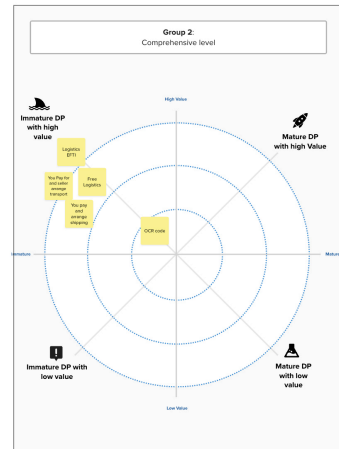 Group 2:
Comprehensive level
High Value
Immature DP
with high
value
Mature DP
with high Value
Logistics
EFTI
You Pay for
and seller
arrange
transport
Free
Logistics
You pay
and
arrange
shipping
OCR code
Immature
Mature
Immature DP with
low value
Mature DP
with low
value
Low Value